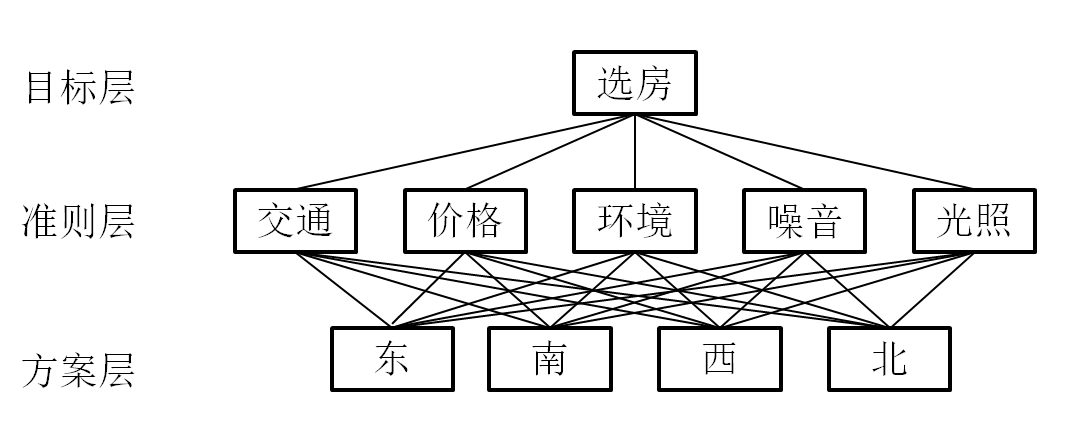 目标层
选房
准则层
交通
价格
环境
噪音
光照
方案层
东
南
西
北